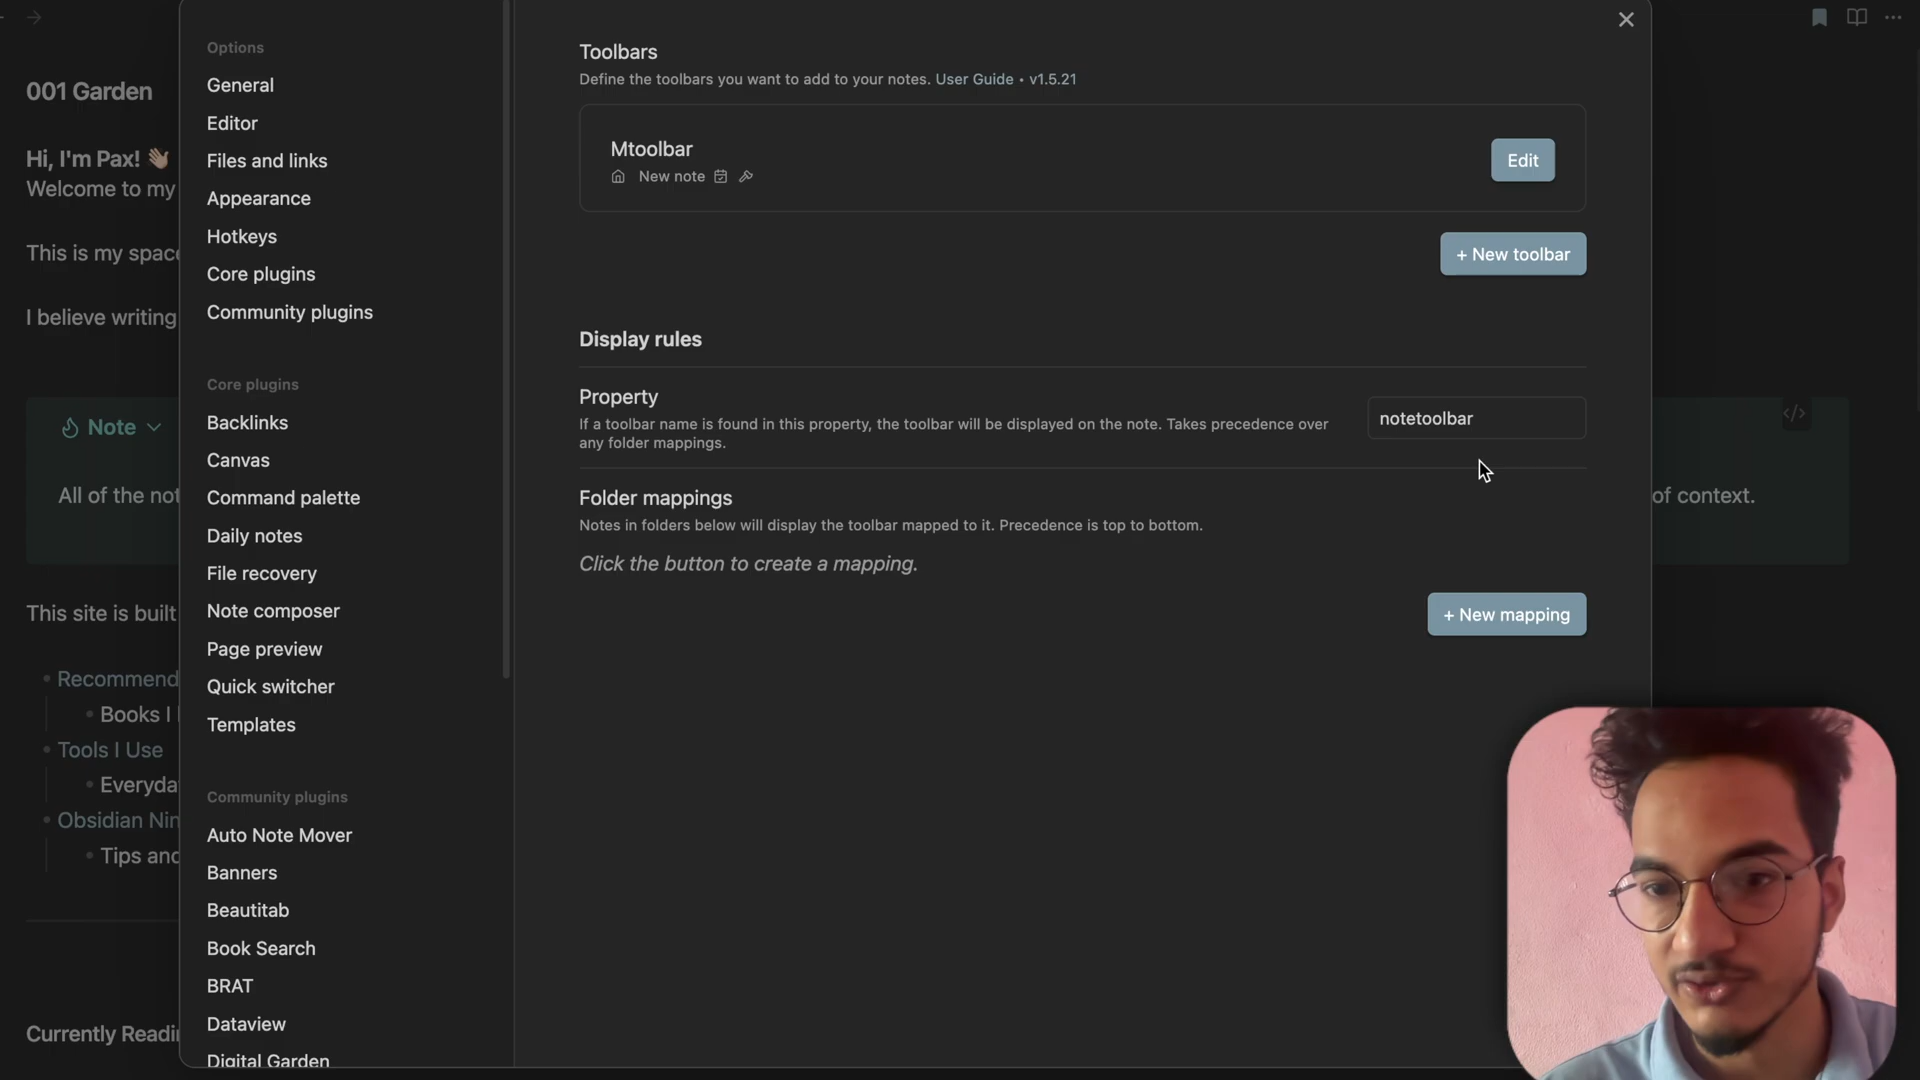 001 Garden
Hi, I'm Pax! 👋🏽
Welcome to my
This is my space
I believe writing
Note
All of the not
of context.
This site is built
Recommend
Books I
Tools I Use
Everyda
Obsidian Nin
Tips and
Currently Readi
Options
General
Editor
Files and links
Appearance
Hotkeys
Core plugins
Community plugins
Core plugins
Backlinks
Canvas
Command palette
Daily notes
File recovery
Note composer
Page preview
Quick switcher
Templates
Community plugins
Auto Note Mover
Banners
Beautitab
Book Search
BRAT
Dataview
Digital Garden
Toolbars
Define the toolbars you want to add to your notes. User Guide • v1.5.21
Mtoolbar
New note
Edit
+ New toolbar
Display rules
Property
If a toolbar name is found in this property, the toolbar will be displayed on the note. Takes precedence over
any folder mappings.
notetoolbar
Folder mappings
Notes in folders below will display the toolbar mapped to it. Precedence is top to bottom.
Click the button to create a mapping.
+ New mapping